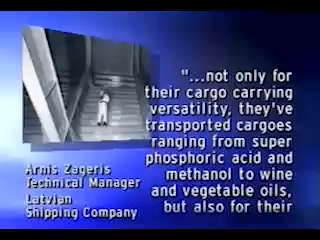 "...not only for
their cargo carrying
versatility, they've
transported cargoes
ranging from super
phosphoric acid and
methanol to wine
and vegetable oils,
but also for their
Arnis Zageris
Technical Manager
Latvian
Shipping Company